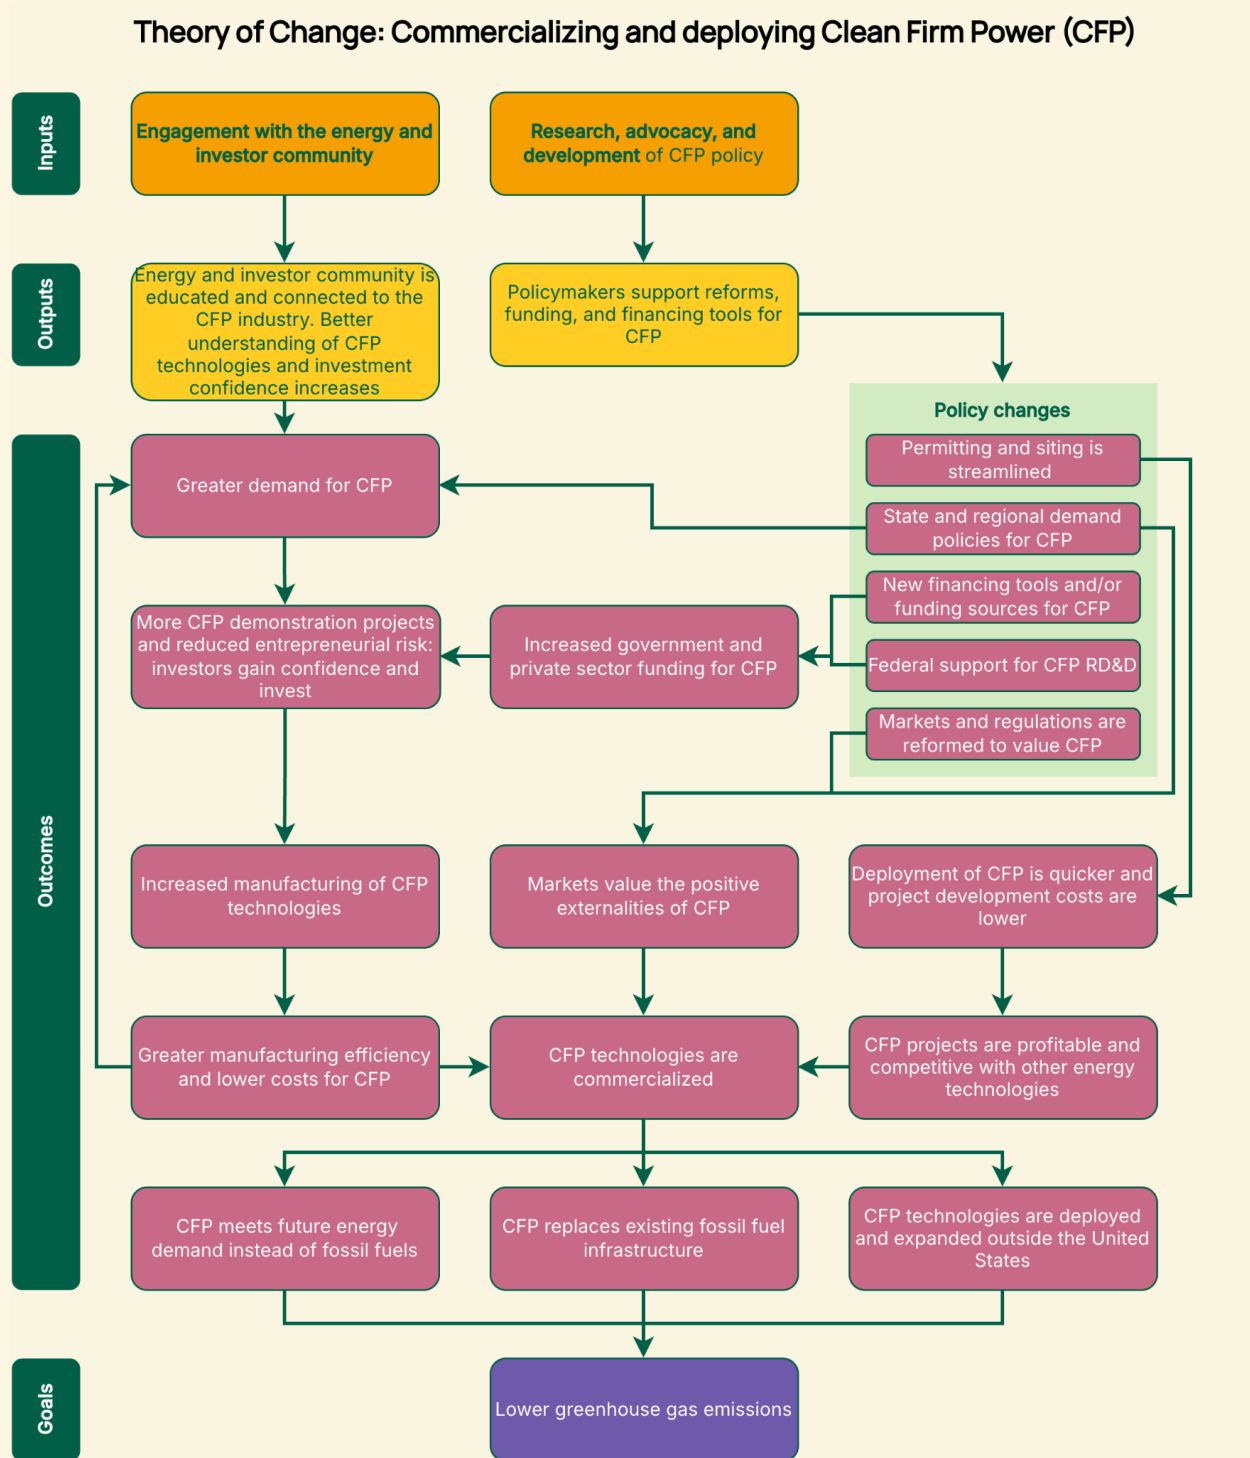 Theory of Change: Commercializing and deploying Clean Firm Power (CFP)
Inputs
Engagement with the energy and
investor community
Research, advocacy, and
development of CFP policy
Outputs
Energy and investor community is
educated and connected to the
CFP industry. Better
understanding of CFP
technologies and investment
confidence increases
Policymakers support reforms,
funding, and financing tools for
CFP
Policy changes
Permitting and siting is
streamlined
State and regional demand
policies for CFP
New financing tools and/or
funding sources for CFP
Federal support for CFP RD&D
Markets and regulations are
reformed to value CFP
Outcomes
Greater demand for CFP
More CFP demonstration projects
and reduced entrepreneurial risk:
investors gain confidence and
invest
Increased government and
private sector funding for CFP
Increased manufacturing of CFP
technologies
Markets value the positive
externalities of CFP
Deployment of CFP is quicker and
project development costs are
lower
Greater manufacturing efficiency
and lower costs for CFP
CFP technologies are
commercialized
CFP projects are profitable and
competitive with other energy
technologies
CFP meets future energy
demand instead of fossil fuels
CFP replaces existing fossil fuel
infrastructure
CFP technologies are deployed
and expanded outside the United
States
Goals
Lower greenhouse gas emissions